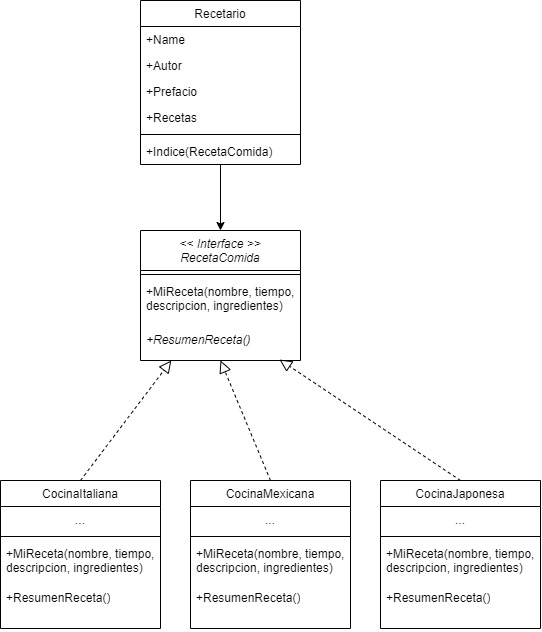 Recetario
+Name
+Autor
+Prefacio
+Recetas
+Indice(RecetaComida)
<< Interface >>
RecetaComida
+MiReceta(nombre, tiempo,
descripcion, ingredientes)
+ResumenReceta()
CocinaItaliana
...
+MiReceta(nombre, tiempo,
descripcion, ingredientes)
+ResumenReceta()
CocinaMexicana
...
+MiReceta(nombre, tiempo,
descripcion, ingredientes)
+ResumenReceta()
CocinaJaponesa
...
+MiReceta(nombre, tiempo,
descripcion, ingredientes)
+ResumenReceta()